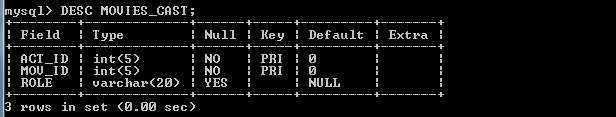 mysql> DESC MOVIES_CAST;
+--------+-------------+------+-----+---------+-------+
| Field | Type | Null | Key | Default | Extra |
+--------+-------------+------+-----+---------+-------+
| ACT_ID | int(5) | NO | PRI | 0 | |
| MOV_ID | int(5) | NO | PRI | 0 | |
| ROLE | varchar(20) | YES | | NULL | |
+--------+-------------+------+-----+---------+-------+
3 rows in set (0.00 sec)